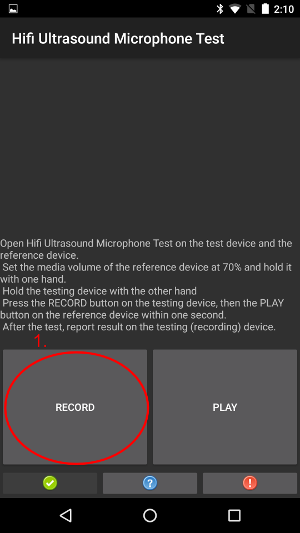 2:10
Hifi Ultrasound Microphone Test
Open Hifi Ultrasound Microphone Test on the test device and the
reference device.
Set the media volume of the reference device at 70% and hold it
with one hand.
Hold the testing device with the other hand
Press the RECORD button on the testing device, then the PLAY
button on the reference device within one second.
After the test, report result on the testing (recording) device.
1.
RECORD
PLAY